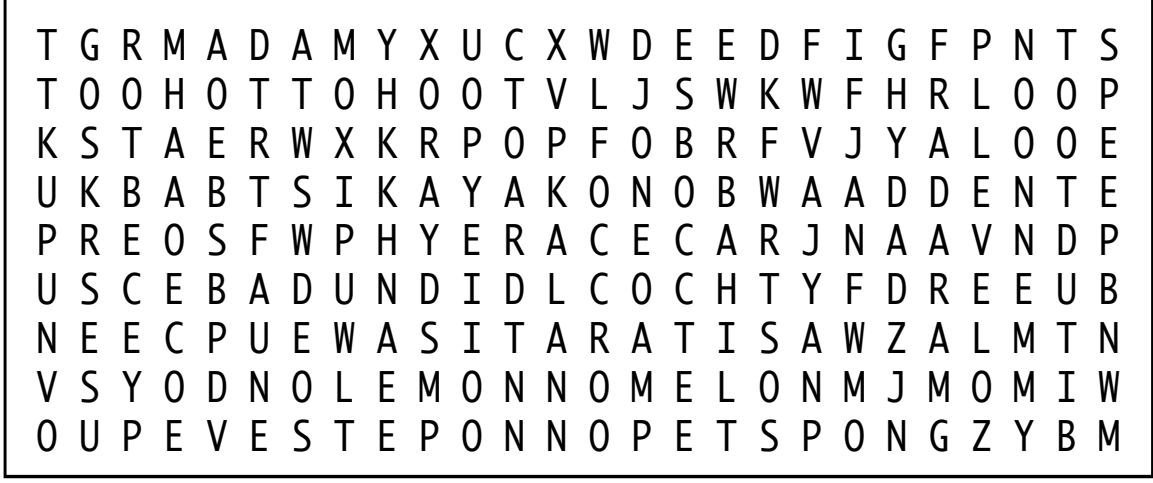 T G R M A D A M Y X U C X W D E E D F I G F P N T S
T O O H O T T O H O O T V L J S W K W F H R L O O P
K S T A E R W X K R P O P F O B R F V J Y A L O O E
U K B A B T S I K A Y A K O N O B W A A D D E N T E
P R E O S F W P H Y E R A C E C A R J N A A V N D P
U S C E B A D U N D I D L C O C H T Y F D R E E U B
N E E C P U E W A S I T A R A T I S A W Z A L M T N
V S Y O D N O L E M O N N O M E L O N M J M O M I W
O U P E V E S T E P O N N O P E T S P O N G Z Y B M